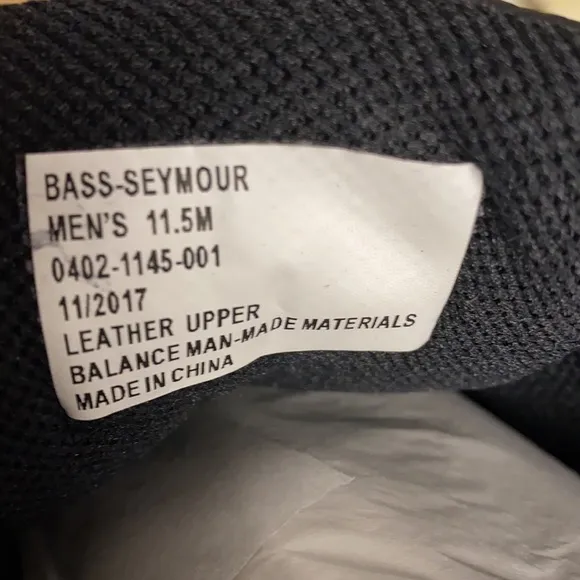 BASS-SEYMOUR
MEN'S 11.5M
0402-1145-001
11/2017
LEATHER UPPER
BALANCE MAN-MADE MATERIALS
MADE IN CHINA